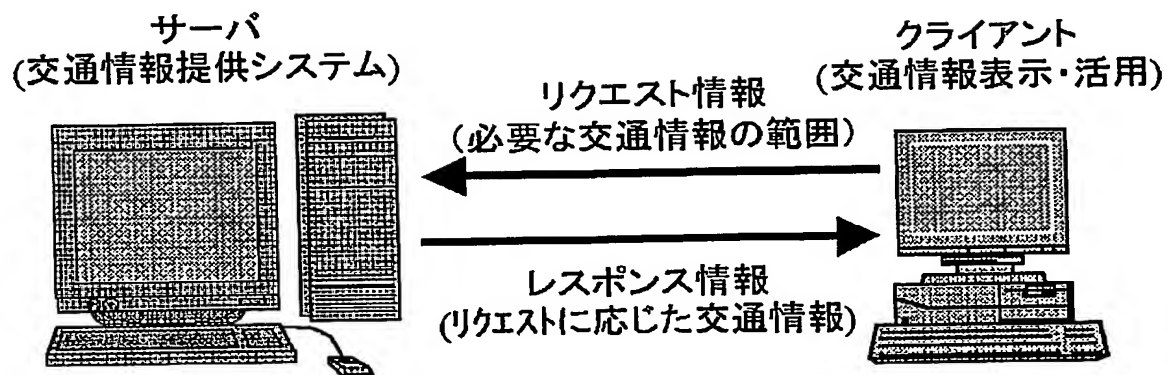 サーバ
(交通情報提供システム)
クライアント
(交通情報表示・活用)
リクエスト情報
(必要な交通情報の範囲)
レスポンス情報
(リクエストに応じた交通情報)